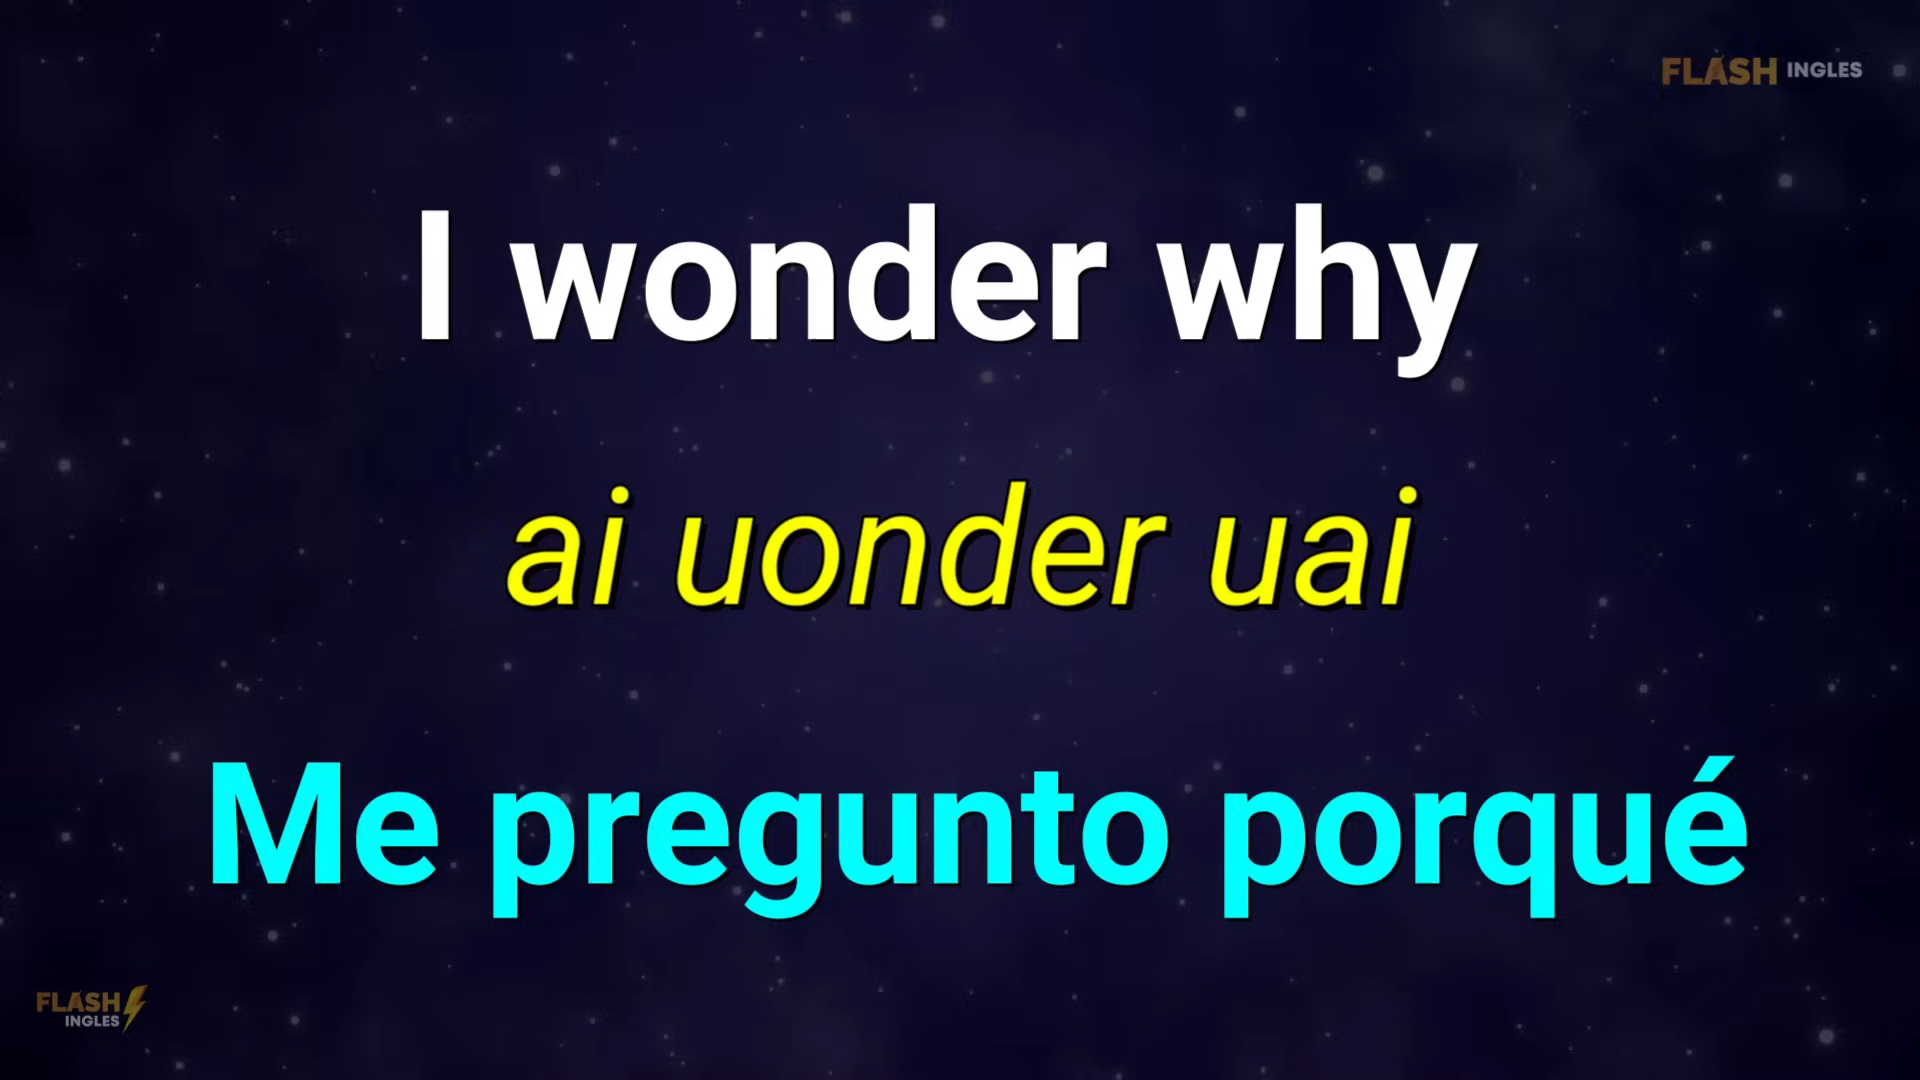 FLASH INGLES
I wonder why
ai uonder uai
Me pregunto porqué
FLASH
INGLES